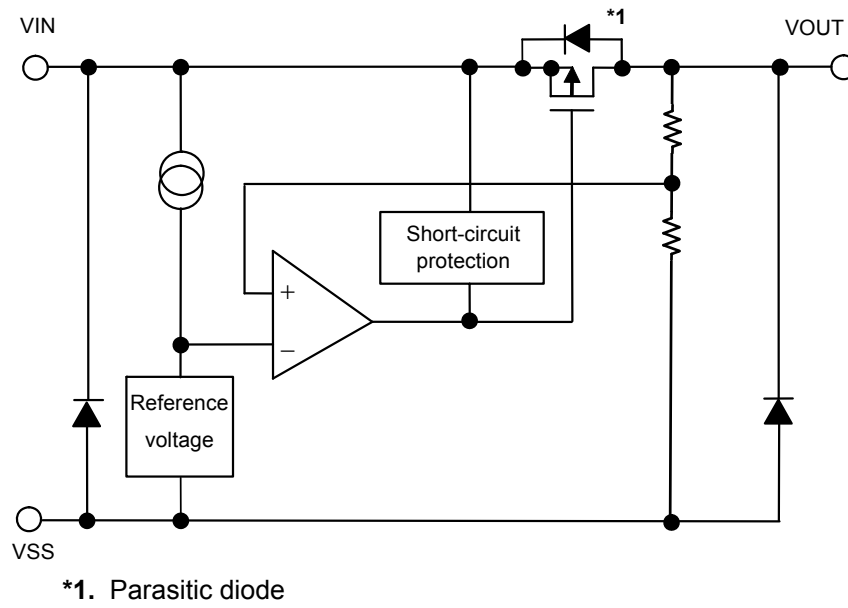 *1
VIN
VOUT
Short-circuit
protection
+
−
Reference
voltage
VSS
*1. Parasitic diode